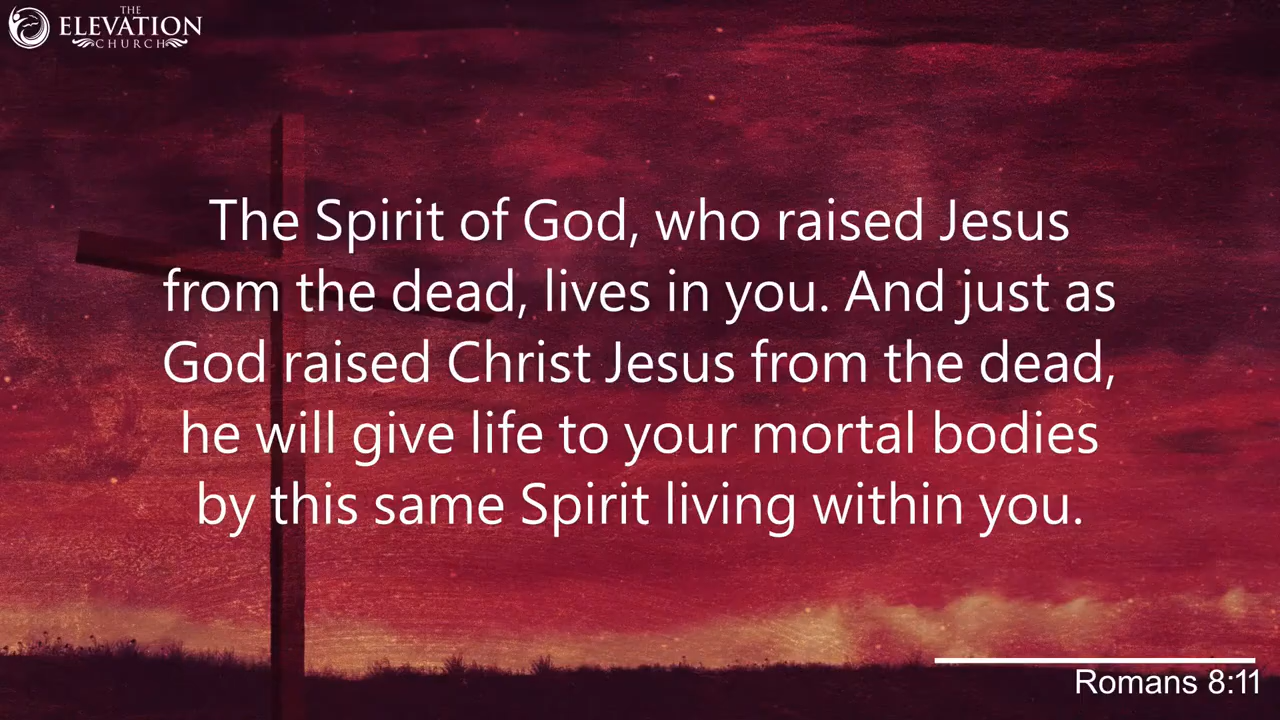 THE
ELEVATION
CHURCH
The Spirit of God, who raised Jesus
from the dead, lives in you. And just as
God raised Christ Jesus from the dead,
he will give life to your mortal bodies
by this same Spirit living within you.
Romans 8:11